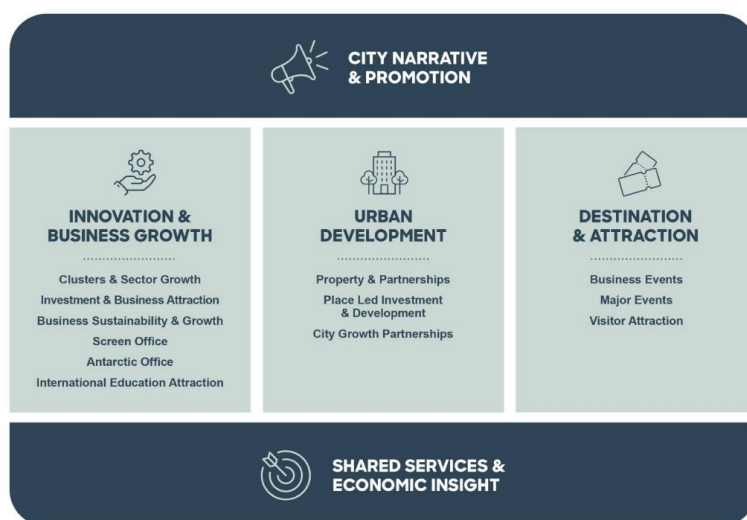 CITY NARRATIVE
& PROMOTION
INNOVATION &
BUSINESS GROWTH
Clusters & Sector Growth
Investment & Business Attraction
Business Sustainability & Growth
Screen Office
Antarctic Office
International Education Attraction
URBAN
DEVELOPMENT
Property & Partnerships
Place Led Investment
& Development
City Growth Partnerships
DESTINATION
& ATTRACTION
Business Events
Major Events
Visitor Attraction
SHARED SERVICES &
ECONOMIC INSIGHT